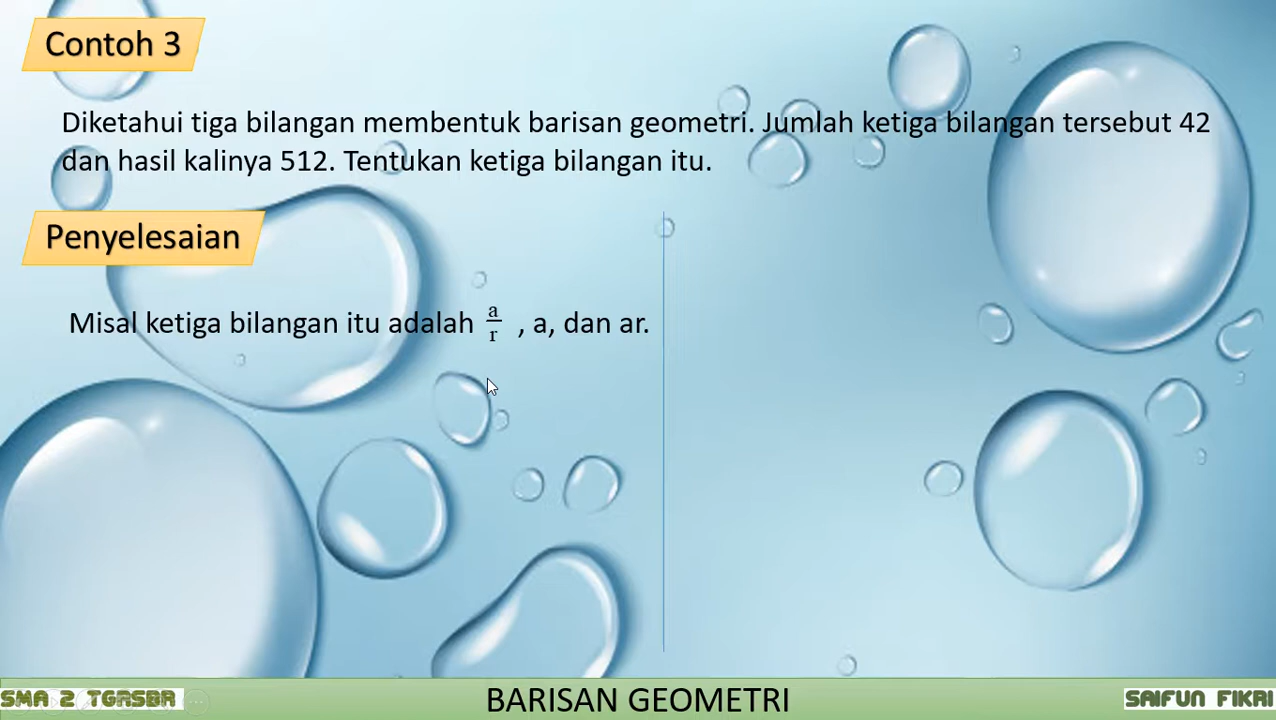 Contoh 3
Diketahui tiga bilangan membentuk barisan geometri. Jumlah ketiga bilangan tersebut 42
dan hasil kalinya 512. Tentukan ketiga bilangan itu.
Penyelesaian
Misal ketiga bilangan itu adalah a/r , a, dan ar.
SMA 2 TGRSBR
BARISAN GEOMETRI
SAIFUN FIKRI